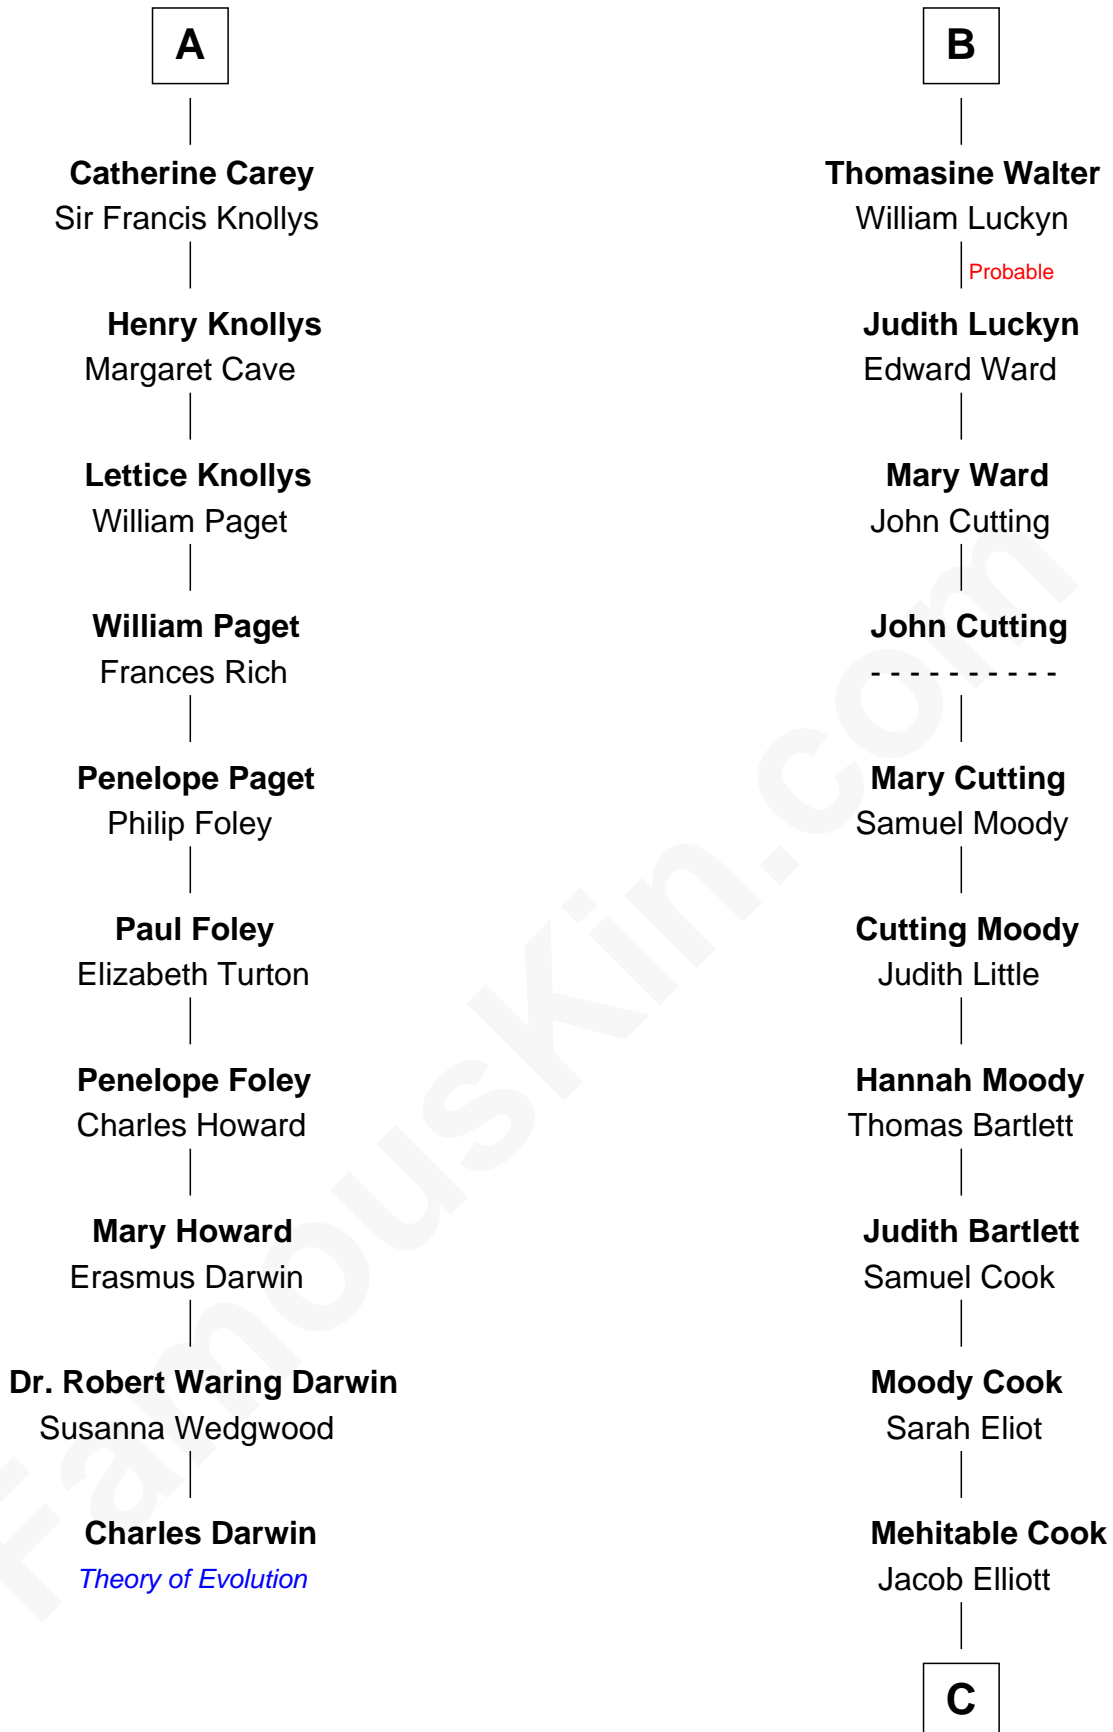 A
Catherine Carey
Sir Francis Knollys
Henry Knollys
Margaret Cave
Lettice Knollys
William Paget
William Paget
Frances Rich
Penelope Paget
Philip Foley
Paul Foley
Elizabeth Turton
Penelope Foley
Charles Howard
Mary Howard
Erasmus Darwin
Dr. Robert Waring Darwin
Susanna Wedgwood
Charles Darwin
Theory of Evolution
B
Thomasine Walter
William Luckyn
Probable
Judith Luckyn
Edward Ward
Mary Ward
John Cutting
John Cutting
- - - - - - - - - -
Mary Cutting
Samuel Moody
Cutting Moody
Judith Little
Hannah Moody
Thomas Bartlett
Judith Bartlett
Samuel Cook
Moody Cook
Sarah Eliot
Mehitable Cook
Jacob Elliott
C
FamousKin.com